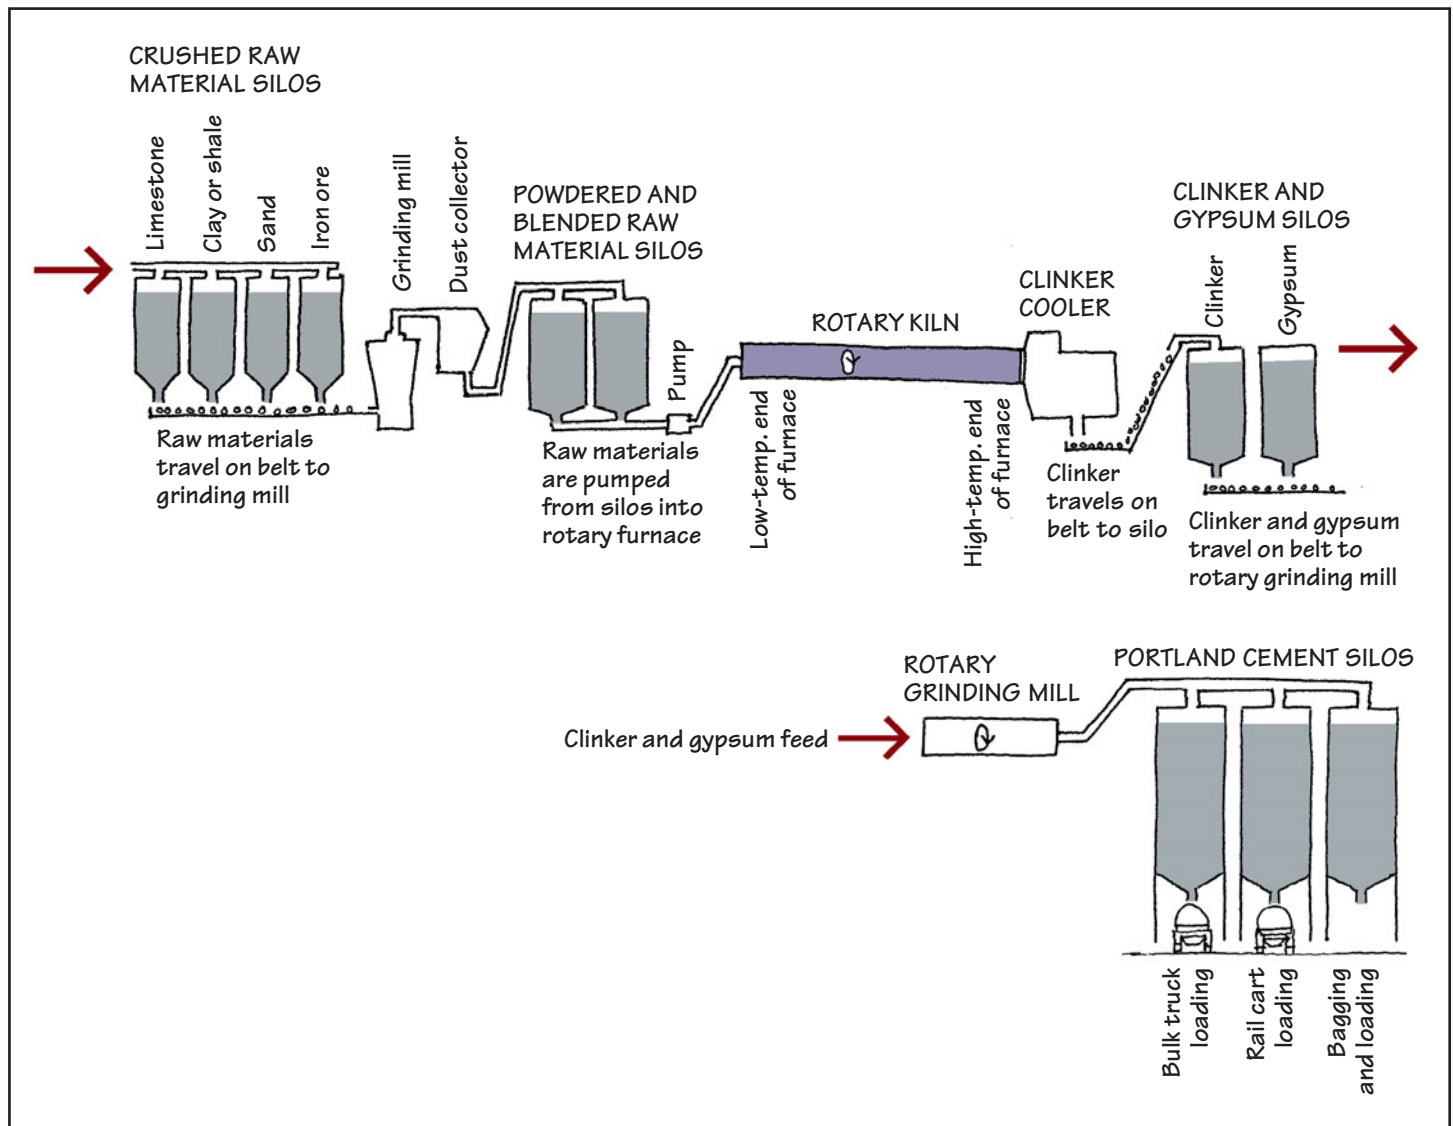 CRUSHED RAW
MATERIAL SILOS
Limestone
Clay or shale
Sand
Iron ore
Grinding mill
Dust collector
Raw materials
travel on belt to
grinding mill
POWDERED AND
BLENDED RAW
MATERIAL SILOS
Pump
Raw materials
are pumped
from silos into
rotary furnace
ROTARY KILN
Low-temp. end
of furnace
High-temp. end
of furnace
CLINKER
COOLER
Clinker
travels on
belt to silo
CLINKER AND
GYPSUM SILOS
Clinker
Gypsum
Clinker and gypsum
travel on belt to
rotary grinding mill
Clinker and gypsum feed
ROTARY
GRINDING MILL
PORTLAND CEMENT SILOS
Bulk truck
loading
Rail cart
loading
Bagging
and loading